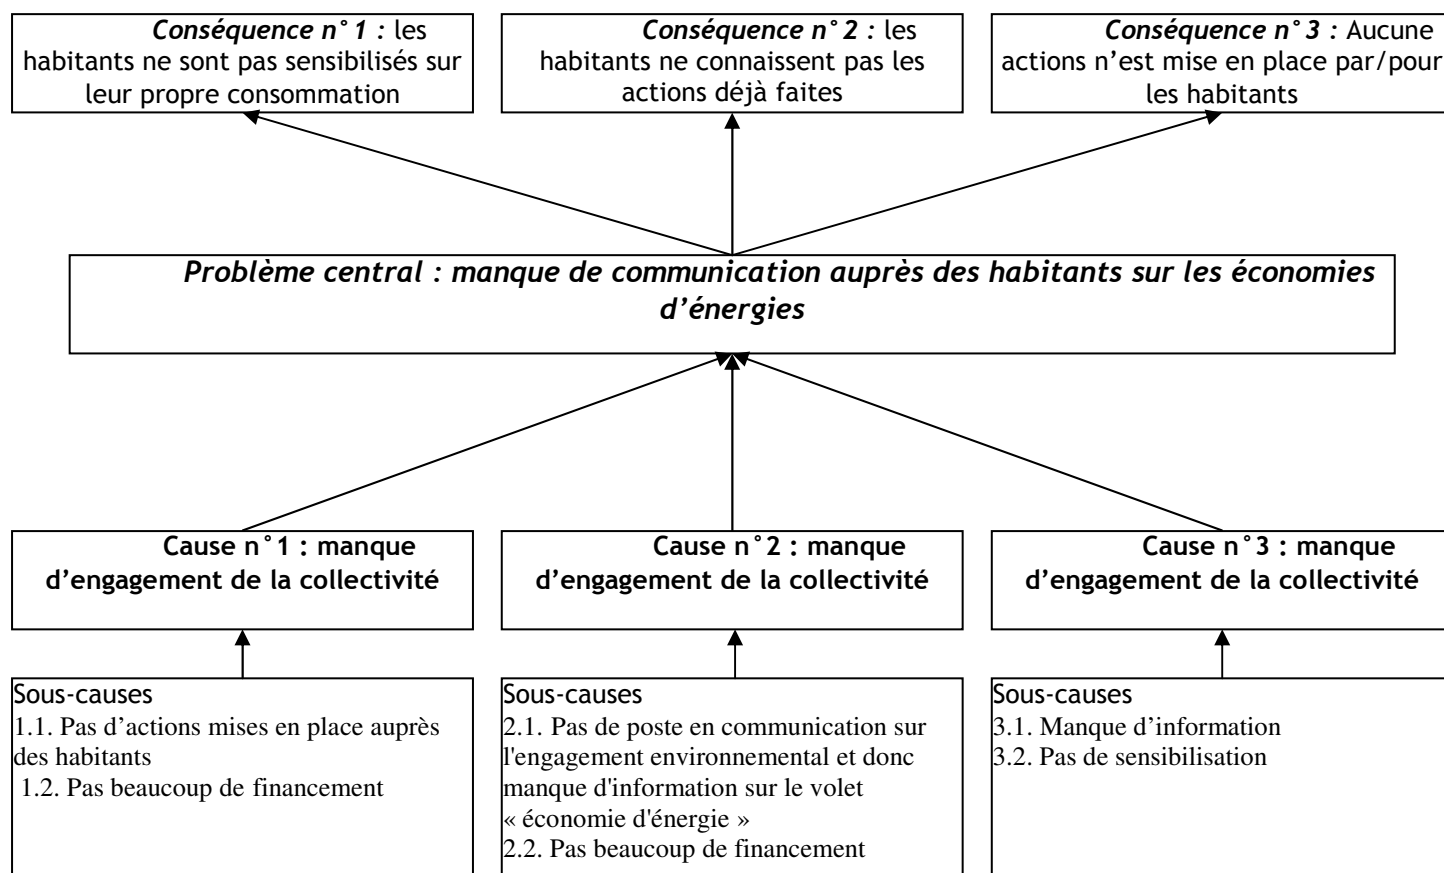 Conséquence n°1 : les
habitants ne sont pas sensibilisés sur
leur propre consommation
Conséquence n°2 : les
habitants ne connaissent pas les
actions déjà faites
Conséquence n°3 : Aucune
actions n’est mise en place par/pour
les habitants
Problème central : manque de communication auprès des habitants sur les économies
d’énergies
Cause n°1 : manque
d’engagement de la collectivité
Cause n°2 : manque
d’engagement de la collectivité
Cause n°3 : manque
d’engagement de la collectivité
Sous-causes
1.1. Pas d’actions mises en place auprès
des habitants
1.2. Pas beaucoup de financement
Sous-causes
2.1. Pas de poste en communication sur
l'engagement environnemental et donc
manque d'information sur le volet
« économie d'énergie »
2.2. Pas beaucoup de financement
Sous-causes
3.1. Manque d’information
3.2. Pas de sensibilisation